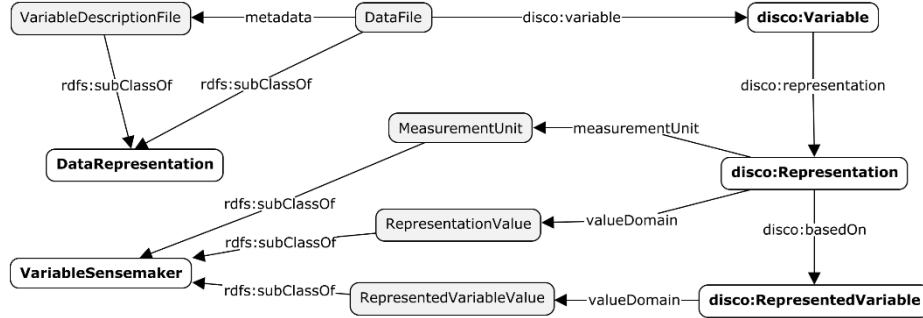 VariableDescriptionFile
metadata
DataFile
disco:variable
disco:Variable
rdfs:subClassOf
rdfs:subClassOf
disco:representation
MeasurementUnit
measurementUnit
DataRepresentation
disco:Representation
rdfs:subClassOf
RepresentationValue
valueDomain
disco:basedOn
rdfs:subClassOf
VariableSensemaker
rdfs:subClassOf
RepresentedVariableValue
valueDomain
disco:RepresentedVariable